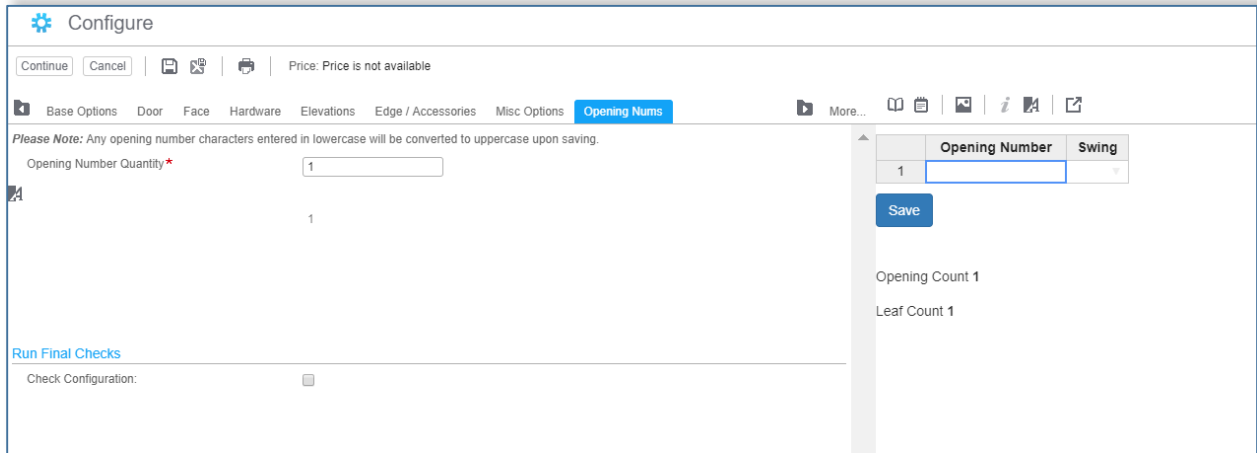 Configure
Continue Cancel Price: Price is not available
Base Options Door Face Hardware Elevations Edge / Accessories Misc Options Opening Nums More...
Please Note: Any opening number characters entered in lowercase will be converted to uppercase upon saving.
Opening Number Quantity* 1
1
Run Final Checks
Check Configuration:
Opening Number Swing
1
Save
Opening Count 1
Leaf Count 1